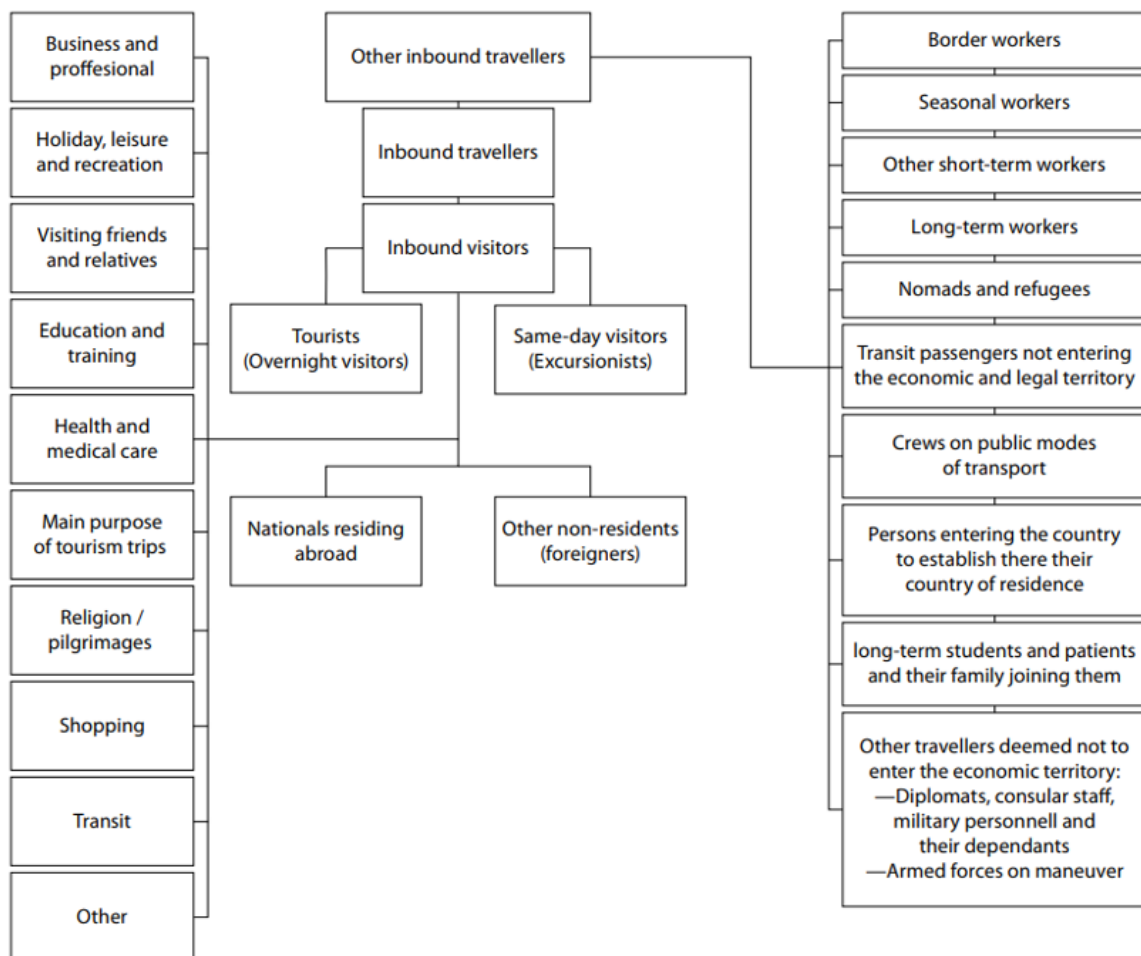 Business and
proffesional
Holiday, leisure
and recreation
Visiting friends
and relatives
Education and
training
Health and
medical care
Main purpose
of tourism trips
Religion /
pilgrimages
Shopping
Transit
Other
Other inbound travellers
Inbound travellers
Inbound visitors
Tourists
(Overnight visitors)
Same-day visitors
(Excursionists)
Nationals residing
abroad
Other non-residents
(foreigners)
Border workers
Seasonal workers
Other short-term workers
Long-term workers
Nomads and refugees
Transit passengers not entering
the economic and legal territory
Crews on public modes
of transport
Persons entering the country
to establish there their
country of residence
long-term students and patients
and their family joining them
Other travellers deemed not to
enter the economic territory:
—Diplomats, consular staff,
military personnell and
their dependants
—Armed forces on maneuver